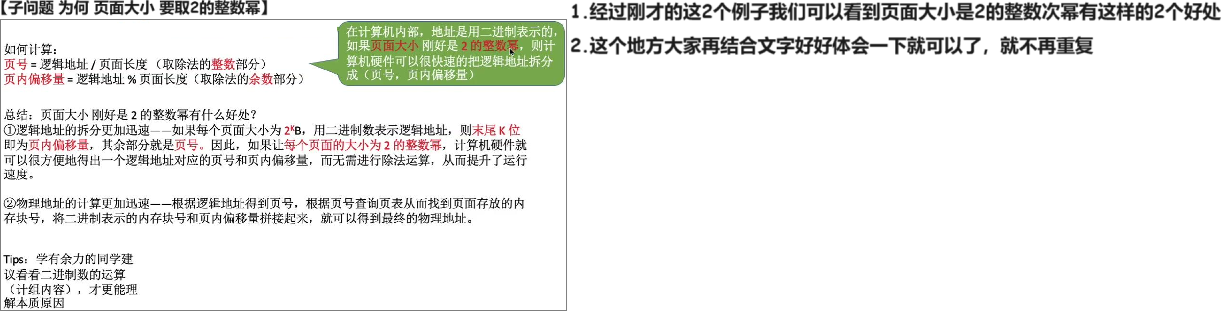 【子问题 为何 页面大小 要取2的整数幂】
在计算机内部，地址是用二进制表示的，
如果页面大小 刚好是 2 的整数幂，则计
算机硬件可以很快速的把逻辑地址拆分
成（页号，页内偏移量）
如何计算：
页号 = 逻辑地址 / 页面长度 （取除法的整数部分）
页内偏移量 = 逻辑地址 % 页面长度（取除法的余数部分）
总结：页面大小 刚好是 2 的整数幂有什么好处？
①逻辑地址的拆分更加迅速——如果每个页面大小为 2ᴷB，用二进制数表示逻辑地址，则末尾 K 位
即为页内偏移量，其余部分就是页号。因此，如果让每个页面的大小为 2 的整数幂，计算机硬件就
可以很方便地得出一个逻辑地址对应的页号和页内偏移量，而无需进行除法运算，从而提升了运行
速度。
②物理地址的计算更加迅速——根据逻辑地址得到页号，根据页号查询页表从而找到页面存放的内
存块号，将二进制表示的内存块号和页内偏移量拼接起来，就可以得到最终的物理地址。
Tips：学有余力的同学建
议看看二进制数的运算
（计组内容），才更能理
解本质原因
1.经过刚才的这2个例子我们可以看到页面大小是2的整数次幂有这样的2个好处
2.这个地方大家再结合文字好好体会一下就可以了，就不再重复